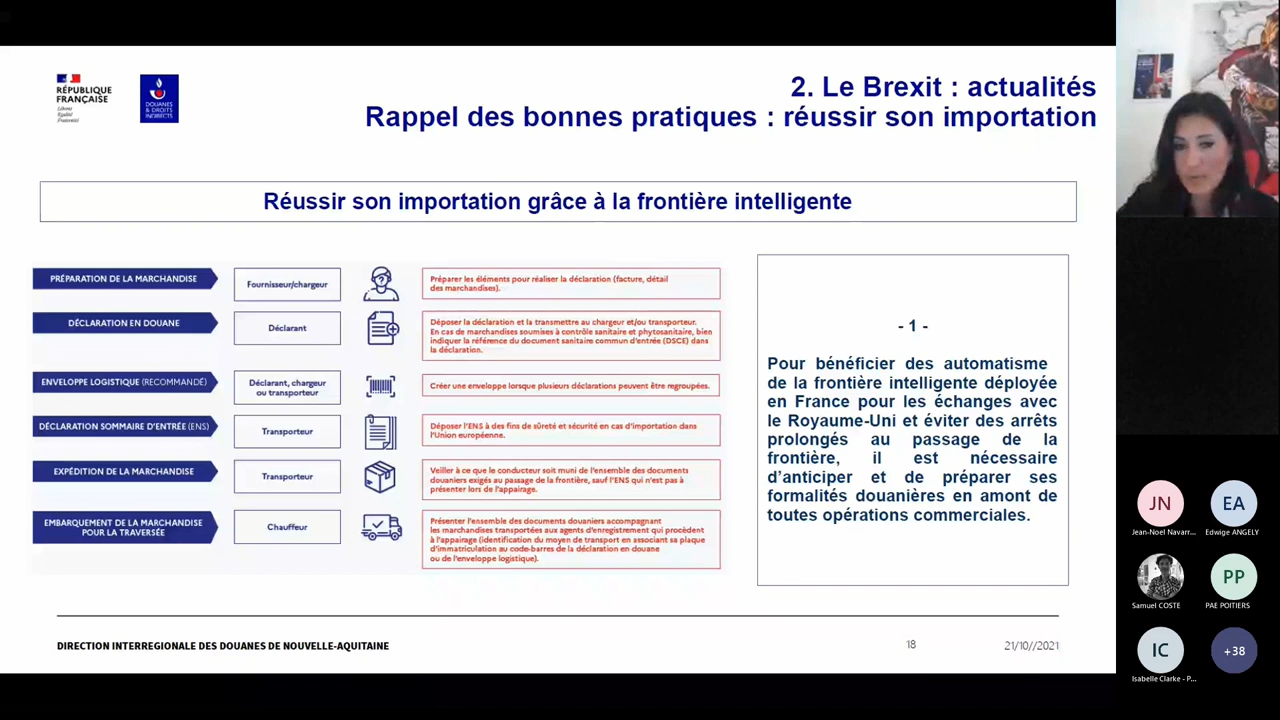 RÉPUBLIQUE
FRANÇAISE
Liberté
Égalité
Fraternité
DOUANES
& DROITS
INDIRECTS
2. Le Brexit : actualités
Rappel des bonnes pratiques : réussir son importation
Réussir son importation grâce à la frontière intelligente
PRÉPARATION DE LA MARCHANDISE
Fournisseur/chargeur
Préparer les éléments pour réaliser la déclaration (facture, détail
des marchandises).
DÉCLARATION EN DOUANE
Déclarant
Déposer la déclaration et la transmettre au chargeur et/ou transporteur.
En cas de marchandises soumises à contrôle sanitaire et phytosanitaire, bien
indiquer la référence du document sanitaire commun d'entrée (DSCE) dans
la déclaration.
ENVELOPPE LOGISTIQUE (RECOMMANDÉ)
Déclarant, chargeur
ou transporteur
Créer une enveloppe lorsque plusieurs déclarations peuvent être regroupées.
DÉCLARATION SOMMAIRE D'ENTRÉE (ENS)
Transporteur
Déposer l'ENS à des fins de sûreté et sécurité en cas d'importation dans
l'Union européenne.
EXPÉDITION DE LA MARCHANDISE
Transporteur
Veiller à ce que le conducteur soit muni de l'ensemble des documents
douaniers exigés au passage de la frontière, sauf l'ENS qui n'est pas à
présenter lors de l'appairage.
EMBARQUEMENT DE LA MARCHANDISE
POUR LA TRAVERSÉE
Chauffeur
Présenter l'ensemble des documents douaniers accompagnant
les marchandises transportées aux agents d'enregistrement qui procèdent
à l'appairage (identification du moyen de transport en associant sa plaque
d'immatriculation au code-barres de la déclaration en douane
ou de l'enveloppe logistique).
- 1 -
Pour bénéficier des automatisme
de la frontière intelligente déployée
en France pour les échanges avec
le Royaume-Uni et éviter des arrêts
prolongés au passage de la
frontière, il est nécessaire
d'anticiper et de préparer ses
formalités douanières en amont de
toutes opérations commerciales.
DIRECTION INTERREGIONALE DES DOUANES DE NOUVELLE-AQUITAINE
18
21/10//2021
JN
Jean-Noel Navarr...
EA
Edwige ANGELY
Samuel COSTE
PP
PAE POITIERS
IC
Isabelle Clarke - P...
+38